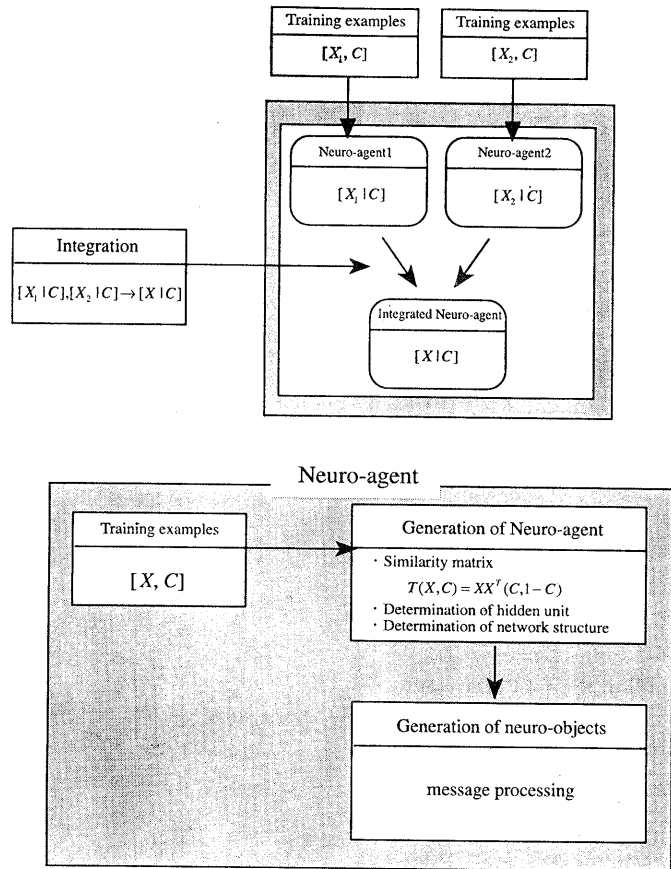 Training examples
[X₁, C]
Training examples
[X₂, C]
Neuro-agent1
[X₁ | C]
Neuro-agent2
[X₂ | C]
Integration
[X₁ | C],[X₂ | C]→[X | C]
Integrated Neuro-agent
[X | C]
Neuro-agent
Training examples
[X, C]
Generation of Neuro-agent
・Similarity matrix
T(X,C) = XXᵀ(C,1−C)
・Determination of hidden unit
・Determination of network structure
Generation of neuro-objects
message processing